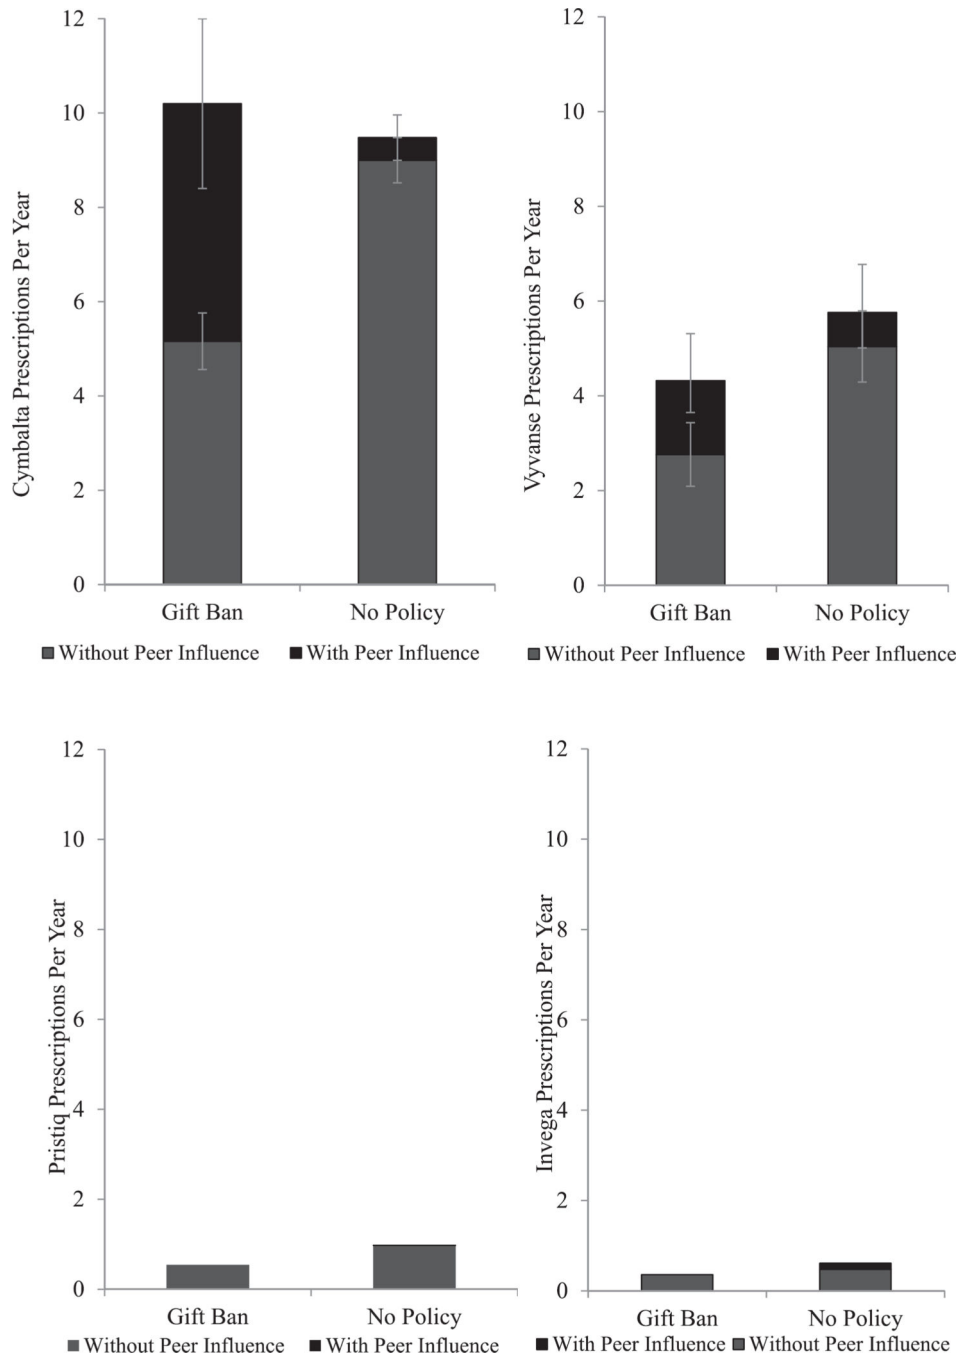 12
10
8
6
4
2
0
Cymbalta Prescriptions Per Year
Gift Ban
No Policy
Without Peer Influence
With Peer Influence
12
10
8
6
4
2
0
Vyvanse Prescriptions Per Year
Gift Ban
No Policy
Without Peer Influence
With Peer Influence
12
10
8
6
4
2
0
Pristiq Prescriptions Per Year
Gift Ban
No Policy
Without Peer Influence
With Peer Influence
12
10
8
6
4
2
0
Invega Prescriptions Per Year
Gift Ban
No Policy
With Peer Influence
Without Peer Influence